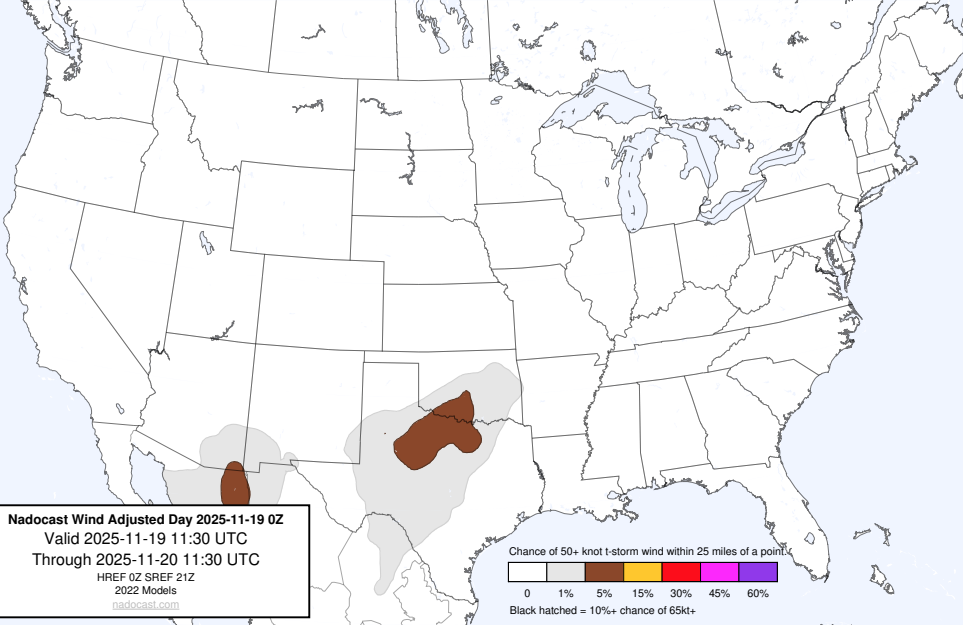 Nadocast Wind Adjusted Day 2025-11-19 0Z
Valid 2025-11-19 11:30 UTC
Through 2025-11-20 11:30 UTC
HREF 0Z SREF 21Z
2022 Models
nadocast.com
Chance of 50+ knot t-storm wind within 25 miles of a point.
0 1% 5% 15% 30% 45% 60%
Black hatched = 10%+ chance of 65kt+